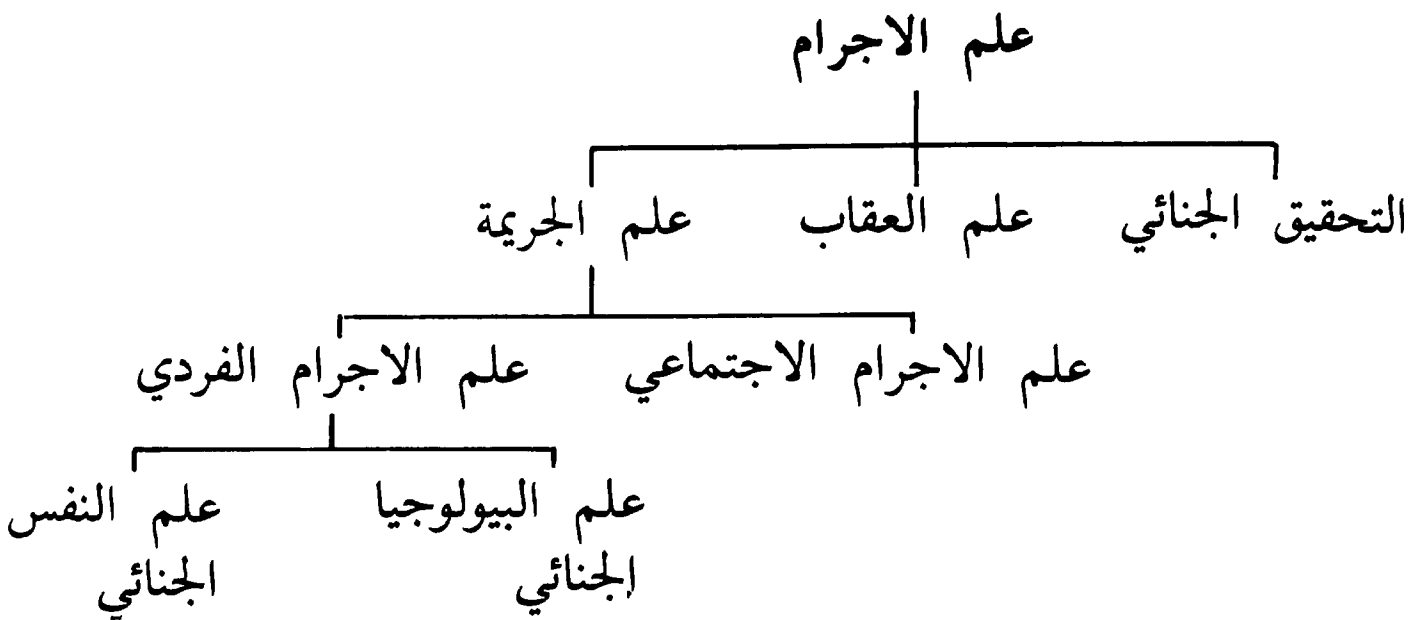 علم الاجرام
التحقيق الجنائي علم العقاب علم الجريمة
علم الاجرام الاجتماعي علم الاجرام الفردي
علم البيولوجيا علم النفس
الجنائي الجنائي